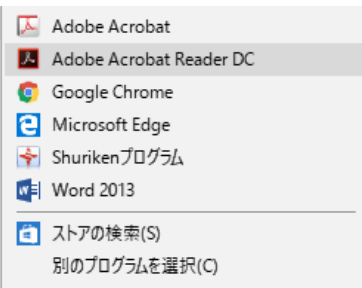 Adobe Acrobat
Adobe Acrobat Reader DC
Google Chrome
Microsoft Edge
Shurikenプログラム
Word 2013
ストアの検索(S)
別のプログラムを選択(C)